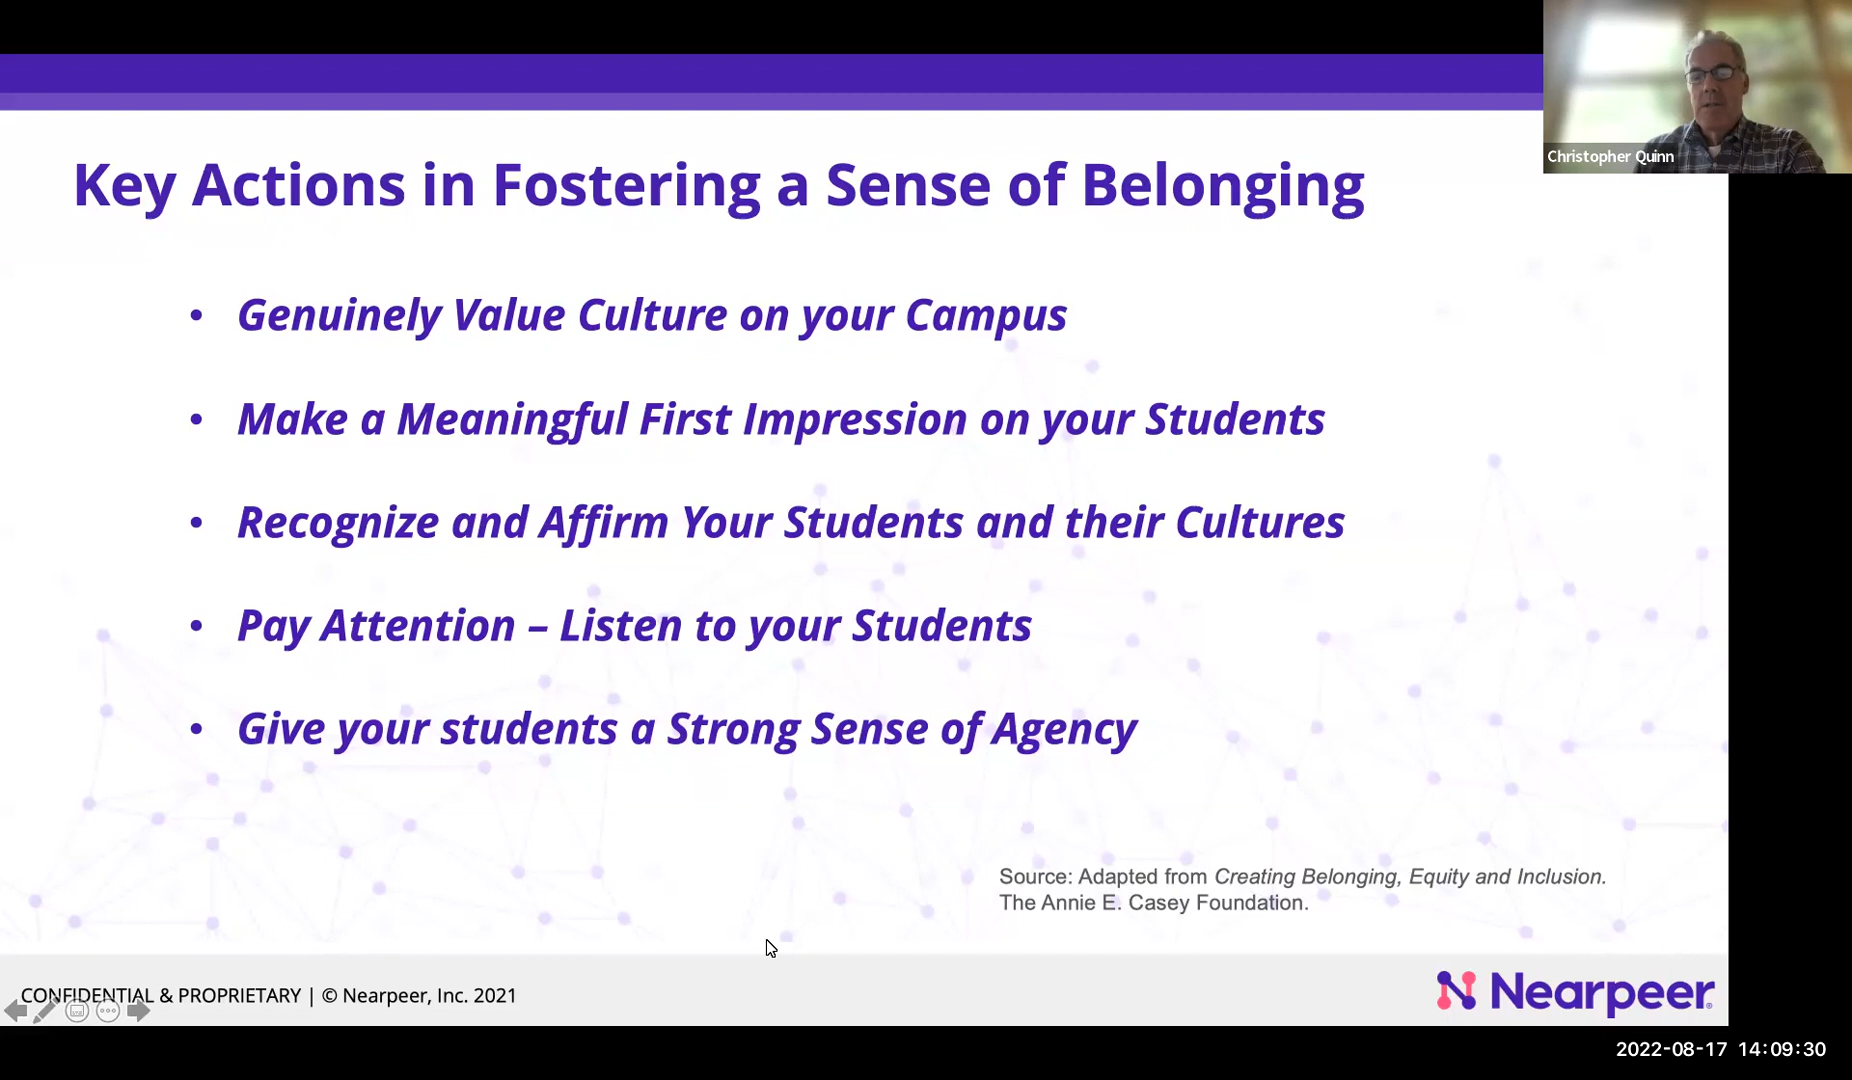 Christopher Quinn
Key Actions in Fostering a Sense of Belonging
• Genuinely Value Culture on your Campus
• Make a Meaningful First Impression on your Students
• Recognize and Affirm Your Students and their Cultures
• Pay Attention – Listen to your Students
• Give your students a Strong Sense of Agency
Source: Adapted from Creating Belonging, Equity and Inclusion.
The Annie E. Casey Foundation.
CONFIDENTIAL & PROPRIETARY | © Nearpeer, Inc. 2021
Nearpeer®
2022-08-17 14:09:30